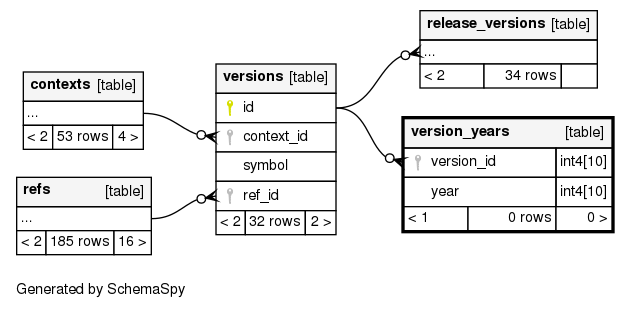 release_versions [table]
...
< 2 34 rows
contexts [table]
...
< 2 53 rows 4 >
versions [table]
id
context_id
symbol
ref_id
< 2 32 rows 2 >
version_years [table]
version_id int4[10]
year int4[10]
< 1 0 rows 0 >
refs [table]
...
< 2 185 rows 16 >
Generated by SchemaSpy